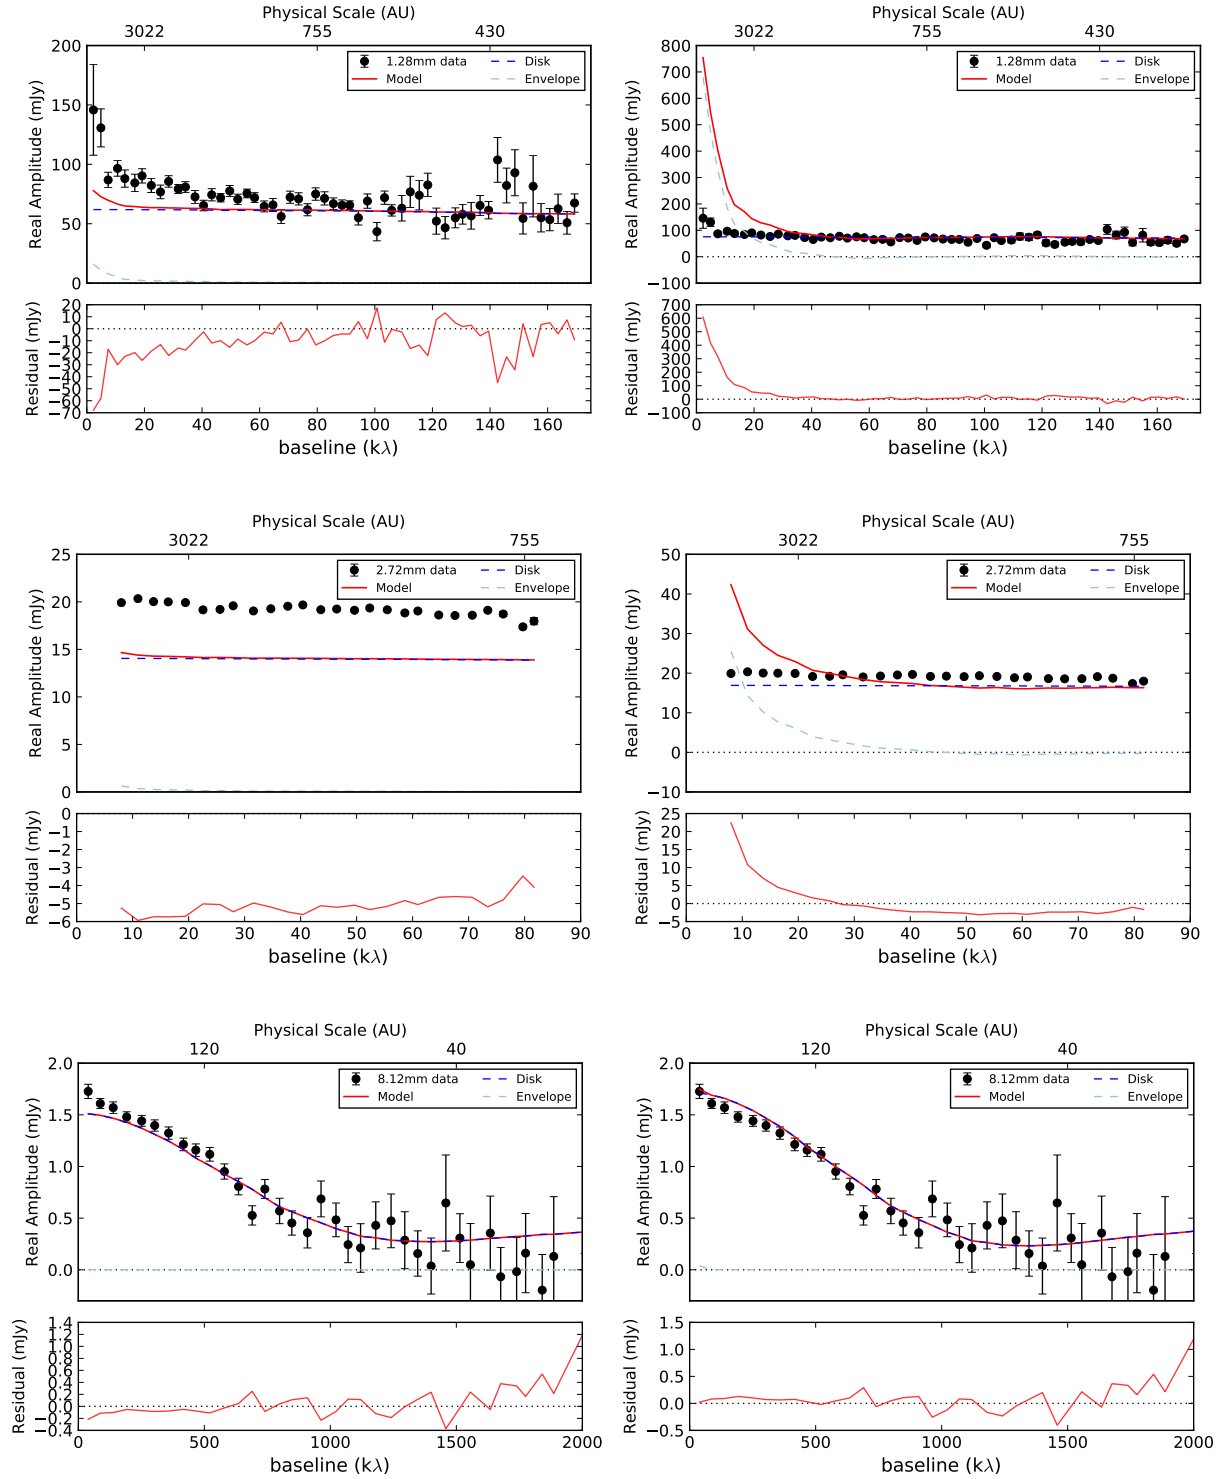 Physical Scale (AU)
3022 755 430
200
150
100
50
0
Real Amplitude (mJy)
1.28mm data
Model
Disk
Envelope
20
10
0
−10
−20
−30
−40
−50
−60
−70
Residual (mJy)
0 20 40 60 80 100 120 140 160
baseline (kλ)
Physical Scale (AU)
3022 755 430
800
700
600
500
400
300
200
100
0
−100
Real Amplitude (mJy)
1.28mm data
Model
Disk
Envelope
700
600
500
400
300
200
100
0
−100
Residual (mJy)
0 20 40 60 80 100 120 140 160
baseline (kλ)
Physical Scale (AU)
3022 755
25
20
15
10
5
0
Real Amplitude (mJy)
2.72mm data
Model
Disk
Envelope
0
−1
−2
−3
−4
−5
−6
Residual (mJy)
0 10 20 30 40 50 60 70 80 90
baseline (kλ)
Physical Scale (AU)
3022 755
50
40
30
20
10
0
−10
Real Amplitude (mJy)
2.72mm data
Model
Disk
Envelope
25
20
15
10
5
0
−5
Residual (mJy)
0 10 20 30 40 50 60 70 80 90
baseline (kλ)
Physical Scale (AU)
120 40
2.0
1.5
1.0
0.5
0.0
Real Amplitude (mJy)
8.12mm data
Model
Disk
Envelope
1.4
1.2
1.0
0.8
0.6
0.4
0.2
0.0
−0.2
−0.4
Residual (mJy)
0 500 1000 1500 2000
baseline (kλ)
Physical Scale (AU)
120 40
2.0
1.5
1.0
0.5
0.0
Real Amplitude (mJy)
8.12mm data
Model
Disk
Envelope
1.5
1.0
0.5
0.0
−0.5
Residual (mJy)
0 500 1000 1500 2000
baseline (kλ)